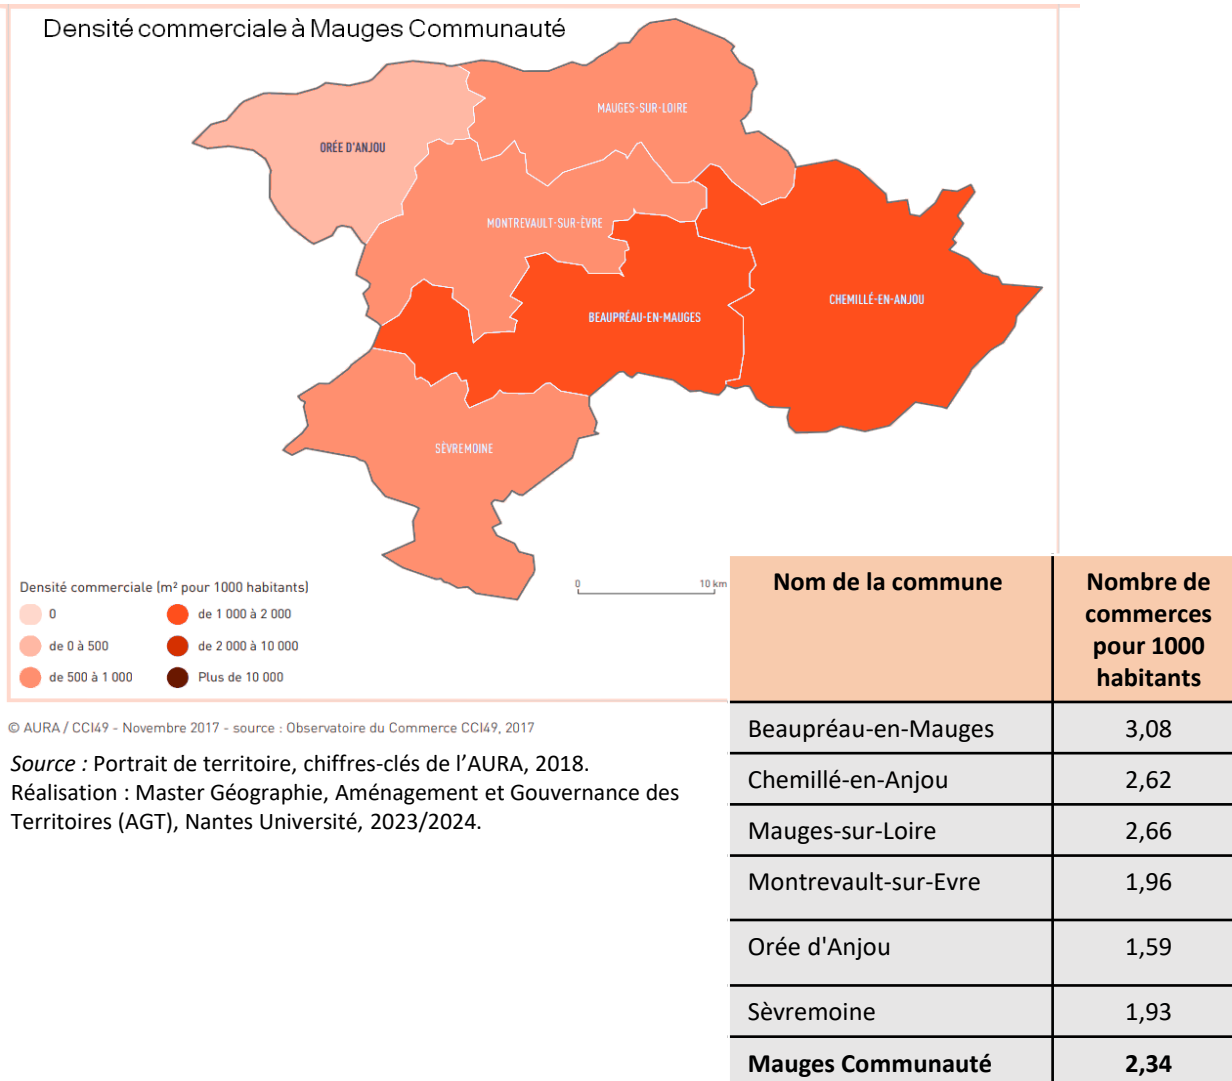 Densité commerciale à Mauges Communauté
MAUGES-SUR-LOIRE
ORÉE D'ANJOU
MONTREVAULT-SUR-ÈVRE
CHEMILLÉ-EN-ANJOU
BEAUPRÉAU-EN-MAUGES
SÈVREMOINE
Densité commerciale (m² pour 1000 habitants)
0
de 1 000 à 2 000
de 0 à 500
de 2 000 à 10 000
de 500 à 1 000
Plus de 10 000
0 10 km
© AURA / CCI49 - Novembre 2017 - source : Observatoire du Commerce CCI49, 2017
Source : Portrait de territoire, chiffres-clés de l'AURA, 2018.
Réalisation : Master Géographie, Aménagement et Gouvernance des
Territoires (AGT), Nantes Université, 2023/2024.
Nom de la commune
Nombre de
commerces
pour 1000
habitants
Beaupréau-en-Mauges 3,08
Chemillé-en-Anjou 2,62
Mauges-sur-Loire 2,66
Montrevault-sur-Evre 1,96
Orée d'Anjou 1,59
Sèvremoine 1,93
Mauges Communauté 2,34